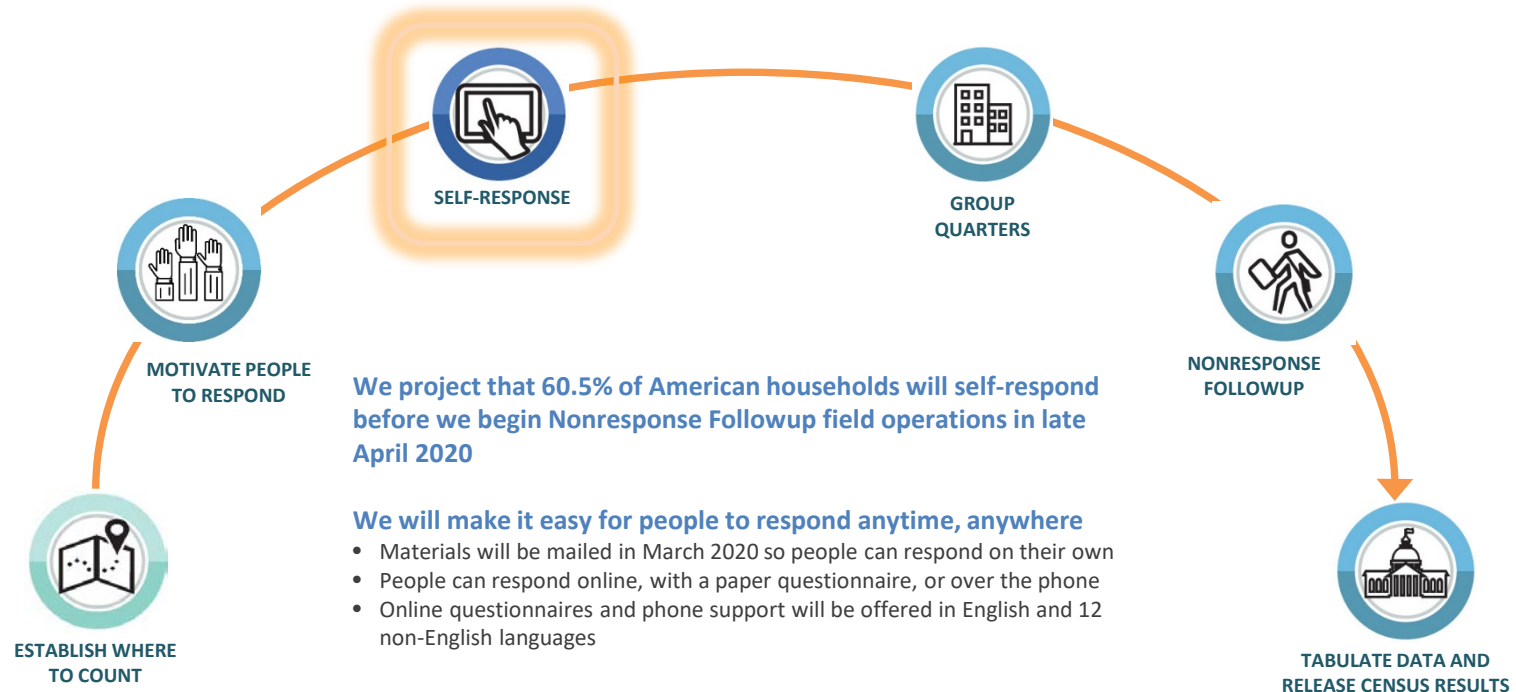 SELF-RESPONSE
GROUP
QUARTERS
MOTIVATE PEOPLE
TO RESPOND
NONRESPONSE
FOLLOWUP
We project that 60.5% of American households will self-respond
before we begin Nonresponse Followup field operations in late
April 2020
We will make it easy for people to respond anytime, anywhere
• Materials will be mailed in March 2020 so people can respond on their own
• People can respond online, with a paper questionnaire, or over the phone
• Online questionnaires and phone support will be offered in English and 12
non-English languages
ESTABLISH WHERE
TO COUNT
TABULATE DATA AND
RELEASE CENSUS RESULTS